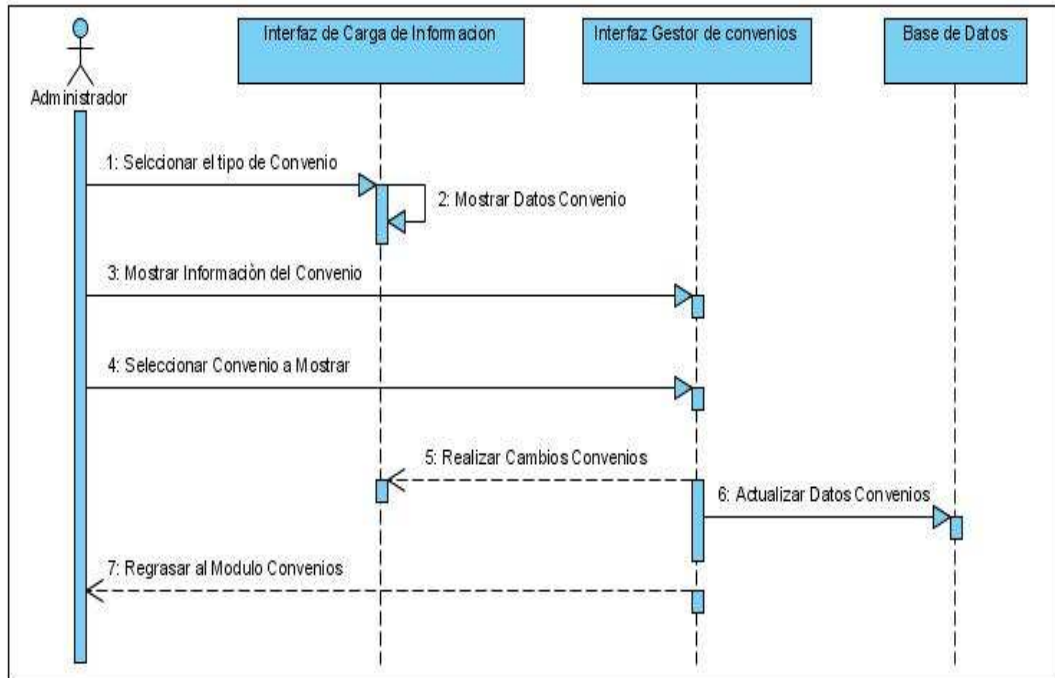 Interfaz de Carga de Informacion
Interfaz Gestor de convenios
Base de Datos
Administrador
1: Selccionar el tipo de Convenio
2: Mostrar Datos Convenio
3: Mostrar Informaciòn del Convenio
4: Seleccionar Convenio a Mostrar
5: Realizar Cambios Convenios
6: Actualizar Datos Convenios
7: Regrasar al Modulo Convenios